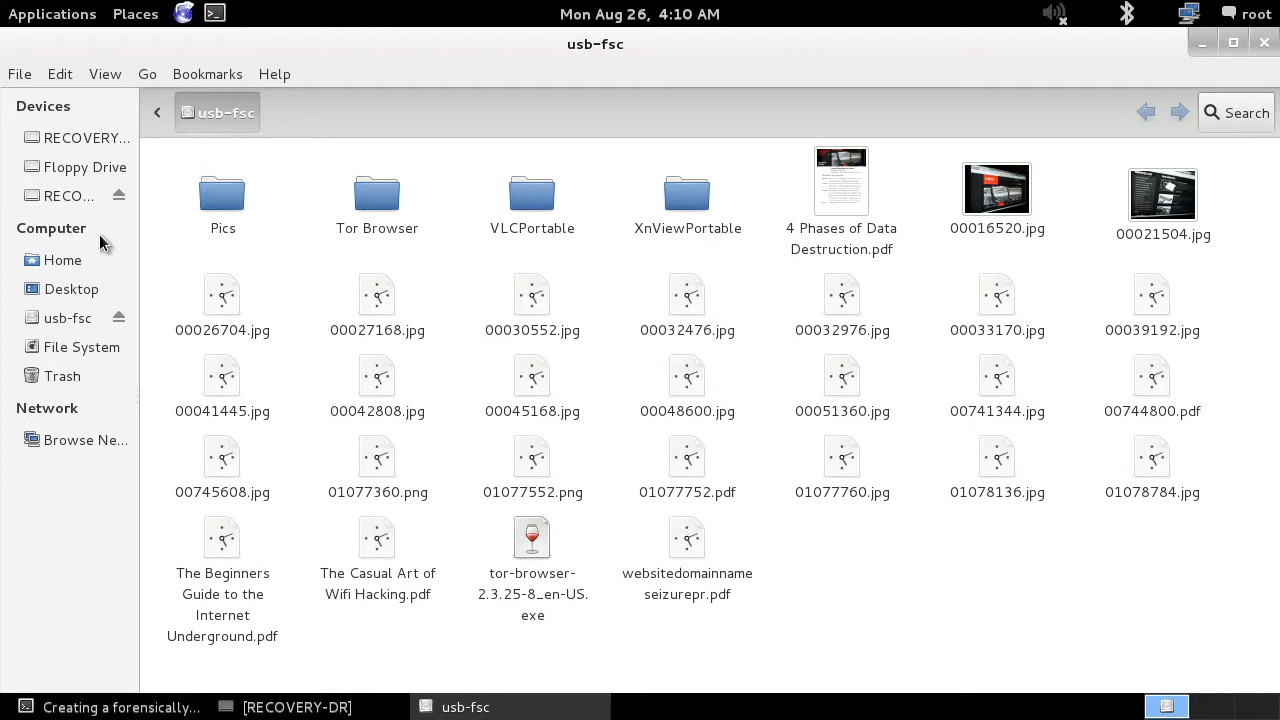 Applications Places Mon Aug 26, 4:10 AM root
usb-fsc
File Edit View Go Bookmarks Help
Devices
RECOVERY...
Floppy Drive
RECO...
Computer
Home
Desktop
usb-fsc
File System
Trash
Network
Browse Ne...
usb-fsc Search
Pics Tor Browser VLCPortable XnViewPortable 4 Phases of Data 00016520.jpg 00021504.jpg
Destruction.pdf
00026704.jpg 00027168.jpg 00030552.jpg 00032476.jpg 00032976.jpg 00033170.jpg 00039192.jpg
00041445.jpg 00042808.jpg 00045168.jpg 00048600.jpg 00051360.jpg 00741344.jpg 00744800.pdf
00745608.jpg 01077360.png 01077552.png 01077752.pdf 01077760.jpg 01078136.jpg 01078784.jpg
The Beginners The Casual Art of tor-browser- websitedomainname
Guide to the Wifi Hacking.pdf 2.3.25-8_en-US. seizurepr.pdf
Internet exe
Underground.pdf
Creating a forensically... [RECOVERY-DR] usb-fsc